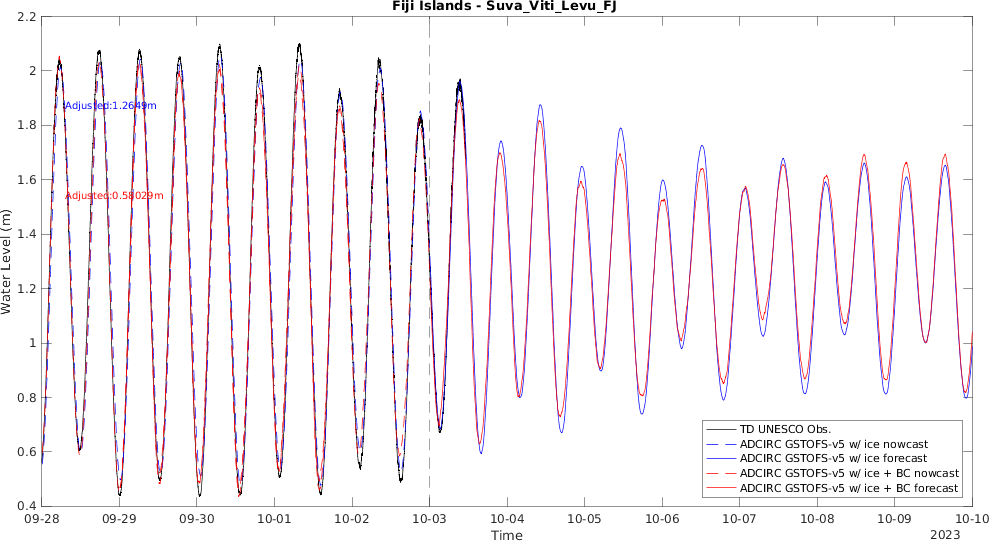 Fiji Islands - Suva_Viti_Levu_FJ
Water Level (m)
2.2
2
1.8
1.6
1.4
1.2
1
0.8
0.6
0.4
Adjusted:1.2649m
Adjusted:0.58029m
TD UNESCO Obs.
ADCIRC GSTOFS-v5 w/ ice nowcast
ADCIRC GSTOFS-v5 w/ ice forecast
ADCIRC GSTOFS-v5 w/ ice + BC nowcast
ADCIRC GSTOFS-v5 w/ ice + BC forecast
09-28 09-29 09-30 10-01 10-02 10-03 10-04 10-05 10-06 10-07 10-08 10-09 10-10
Time
2023